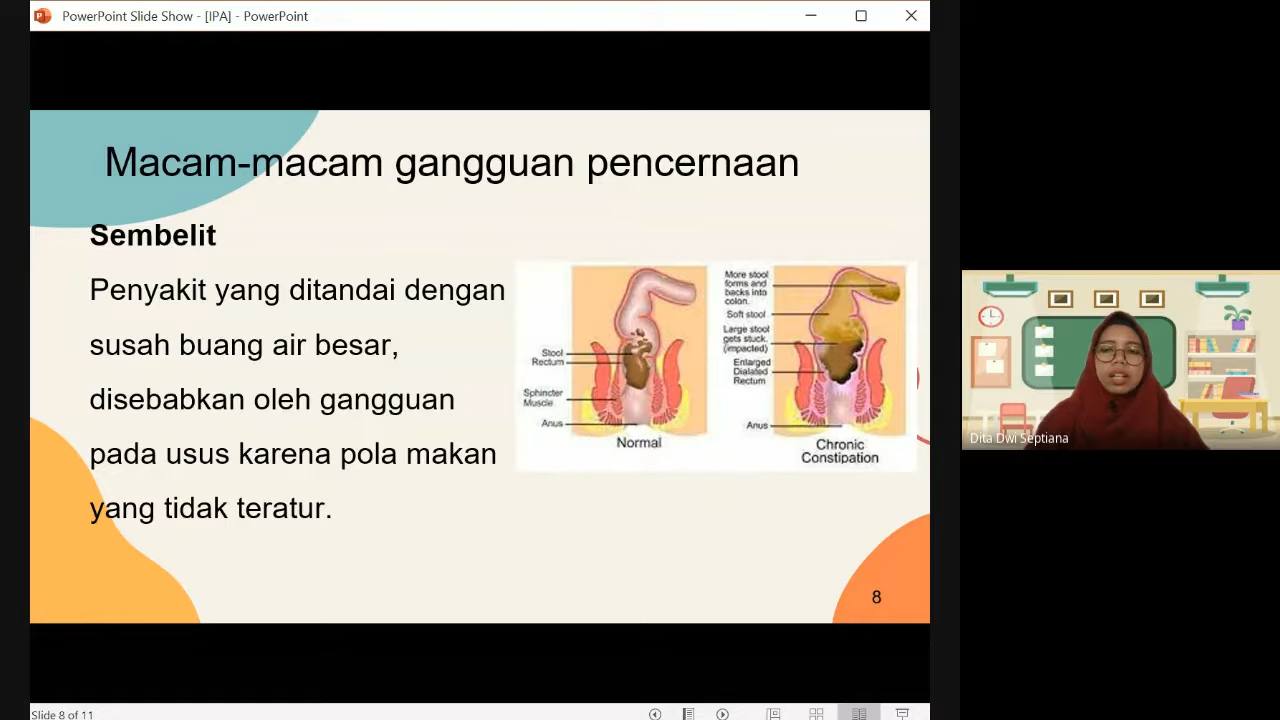 PowerPoint Slide Show - [IPA] - PowerPoint
Macam-macam gangguan pencernaan
Sembelit
Penyakit yang ditandai dengan
susah buang air besar,
disebabkan oleh gangguan
pada usus karena pola makan
yang tidak teratur.
Stool
Rectum
Sphincter
Muscle
Anus
Normal
More stool
forms and
backs into
colon.
Soft stool
Large stool
gets stuck.
(impacted)
Enlarged
Dialated
Rectum
Anus
Chronic
Constipation
8
Dita Dwi Septiana
Slide 8 of 11